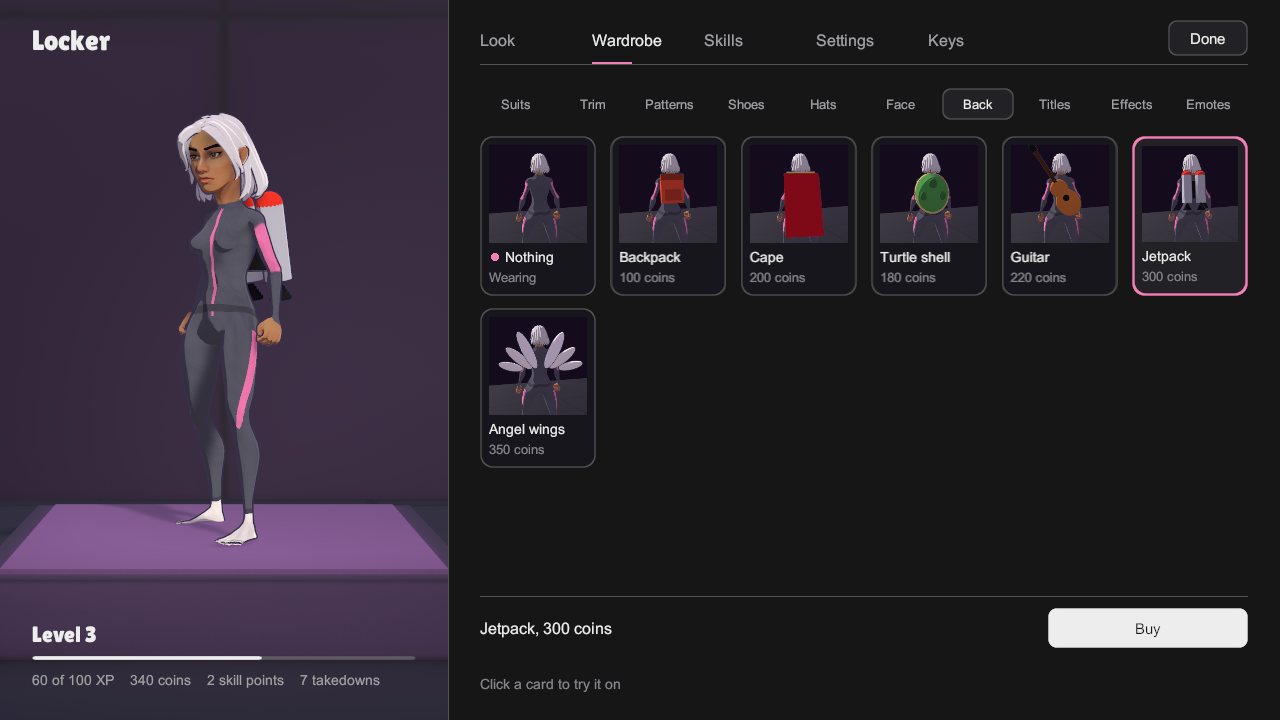 Locker
Look Wardrobe Skills Settings Keys Done
Suits Trim Patterns Shoes Hats Face Back Titles Effects Emotes
Nothing Backpack Cape Turtle shell Guitar Jetpack
Wearing 100 coins 200 coins 180 coins 220 coins 300 coins
Angel wings
350 coins
Jetpack, 300 coins Buy
Level 3
60 of 100 XP 340 coins 2 skill points 7 takedowns
Click a card to try it on